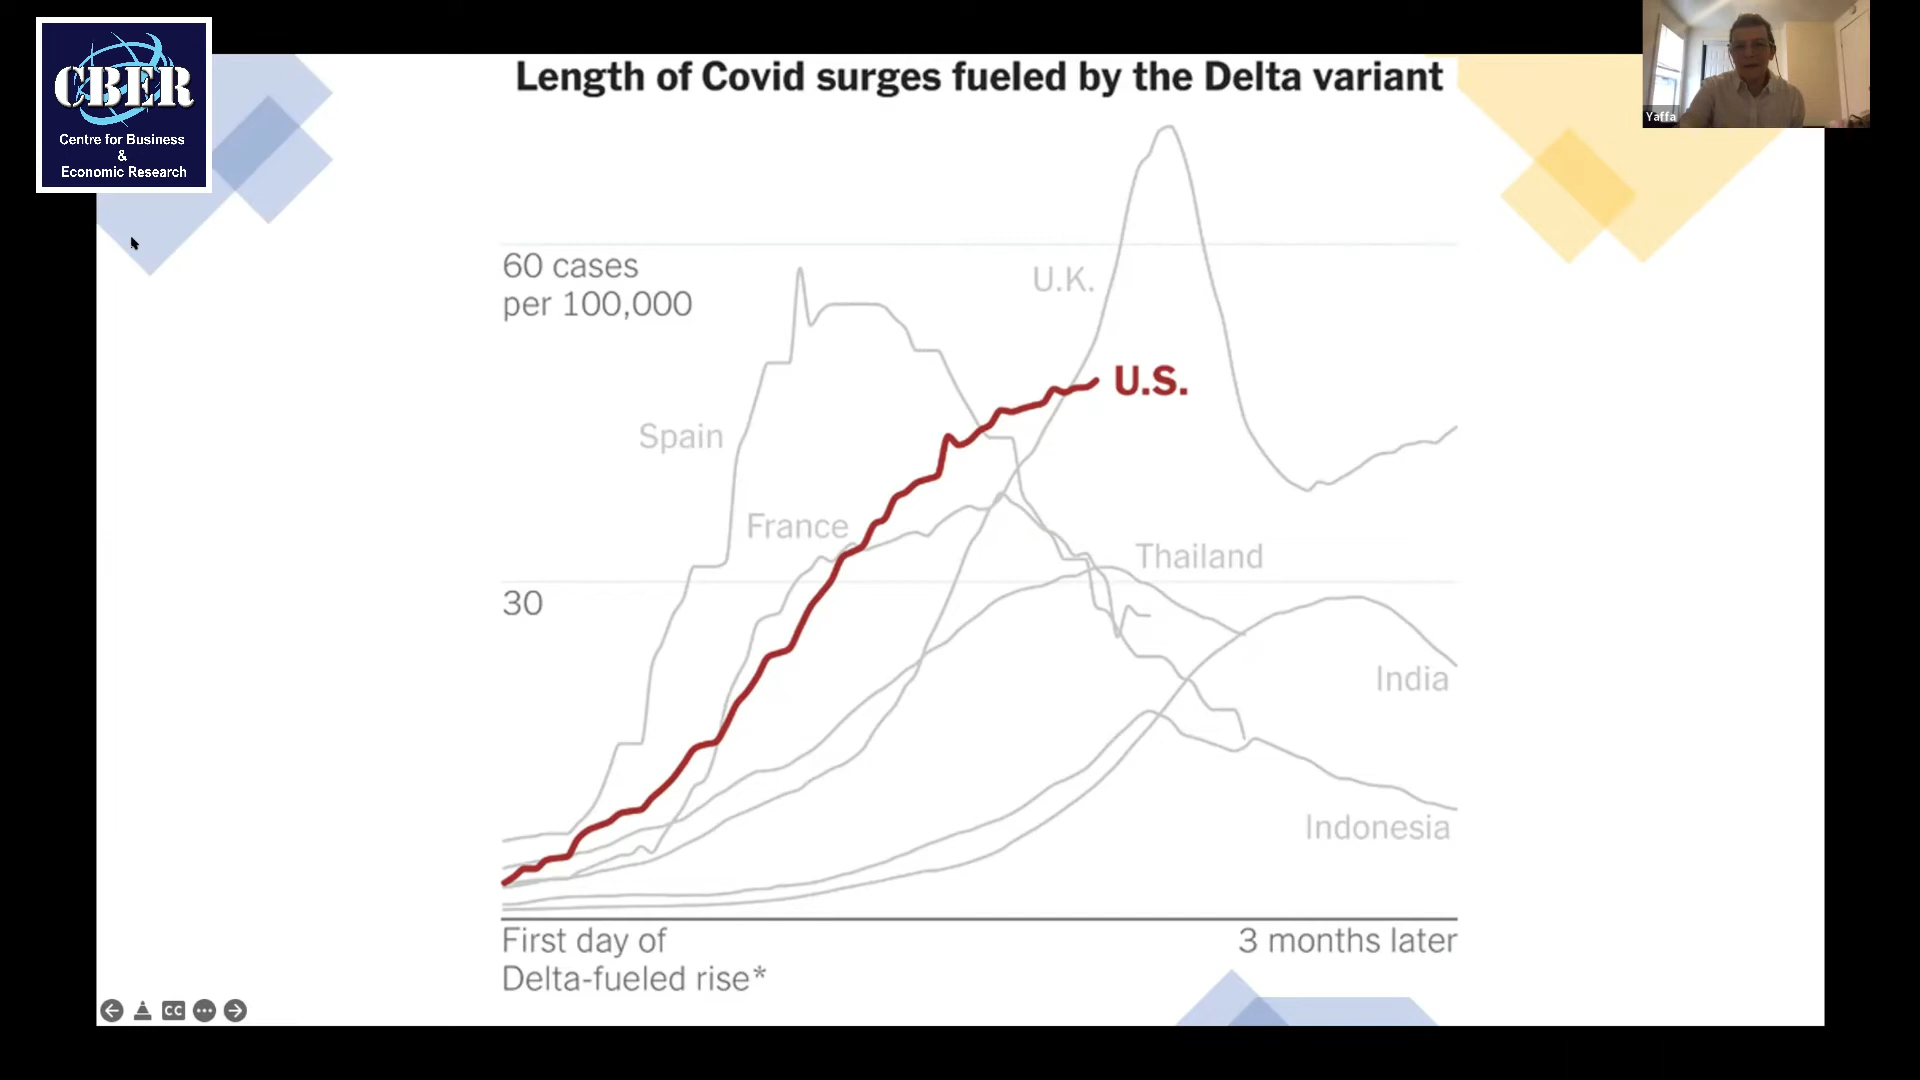 CBER
Centre for Business
&
Economic Research
Length of Covid surges fueled by the Delta variant
Yaffa
60 cases
per 100,000
U.K.
U.S.
Spain
France
Thailand
30
India
Indonesia
First day of
Delta-fueled rise*
3 months later
CC